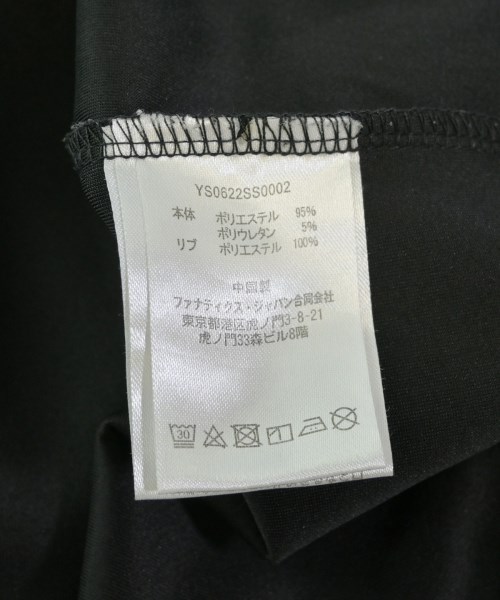 YS0622SS0002
本体 ポリエステル 95%
ポリウレタン 5%
リブ ポリエステル 100%
中国製
ファナティクス・ジャパン合同会社
東京都港区虎ノ門3-8-21
虎ノ門33森ビル8階
30